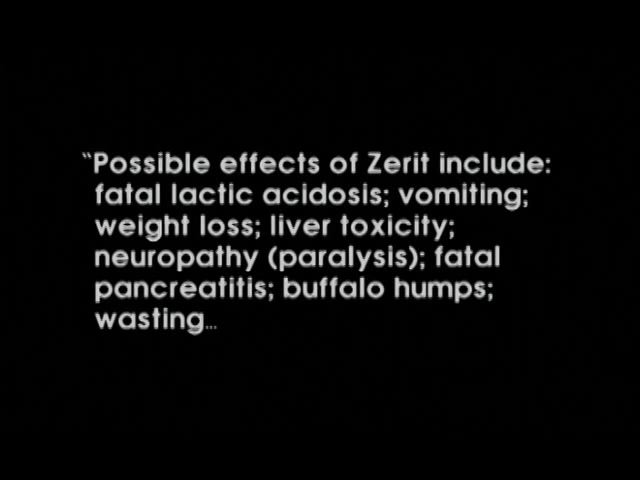 “Possible effects of Zerit include:
fatal lactic acidosis; vomiting;
weight loss; liver toxicity;
neuropathy (paralysis); fatal
pancreatitis; buffalo humps;
wasting...